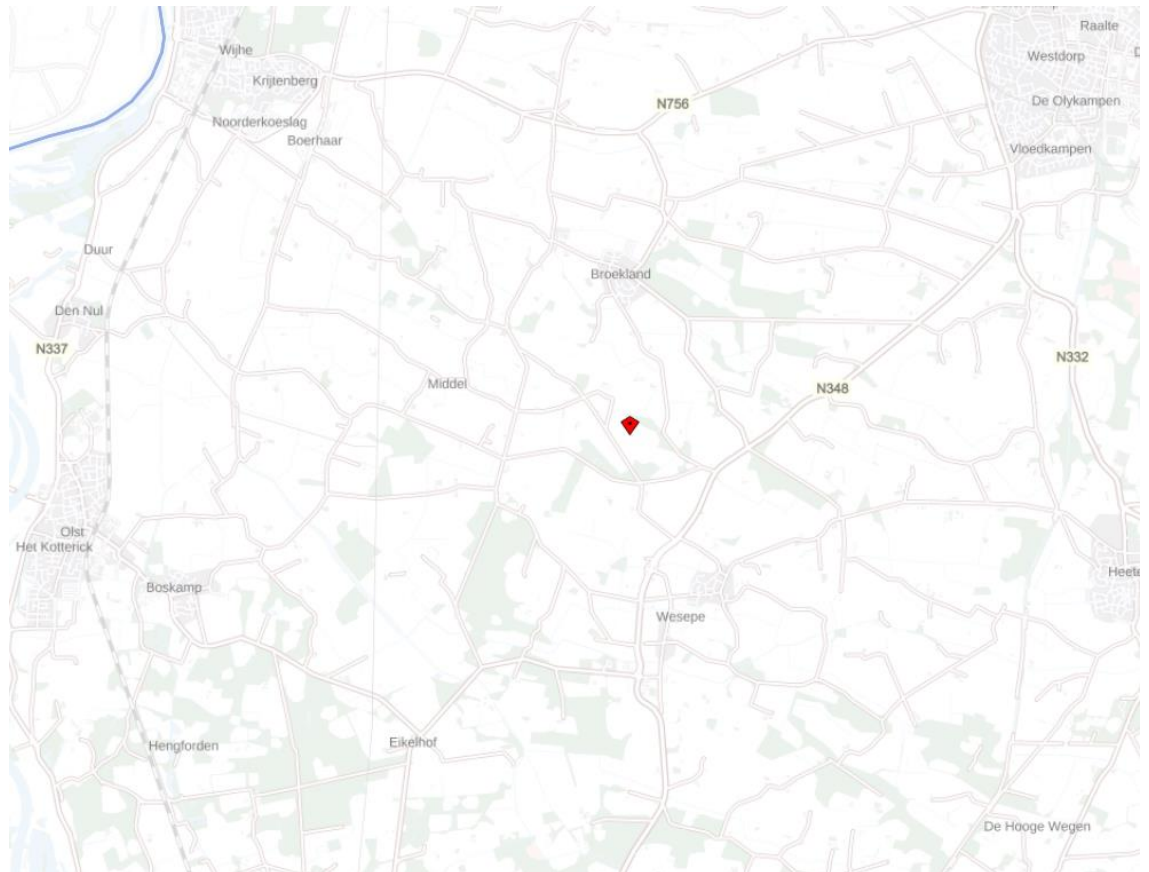 Raalte
Wijhe
Westdorp
Krijtenberg
De Olykampen
N756
Noorderkoeslag
Boerhaar
Vloedkampen
Duur
Broekland
Den Nul
N337
N332
Middel
N348
Olst
Het Kotterick
Heete
Boskamp
Wesepe
Eikelhof
Hengforden
De Hooge Wegen